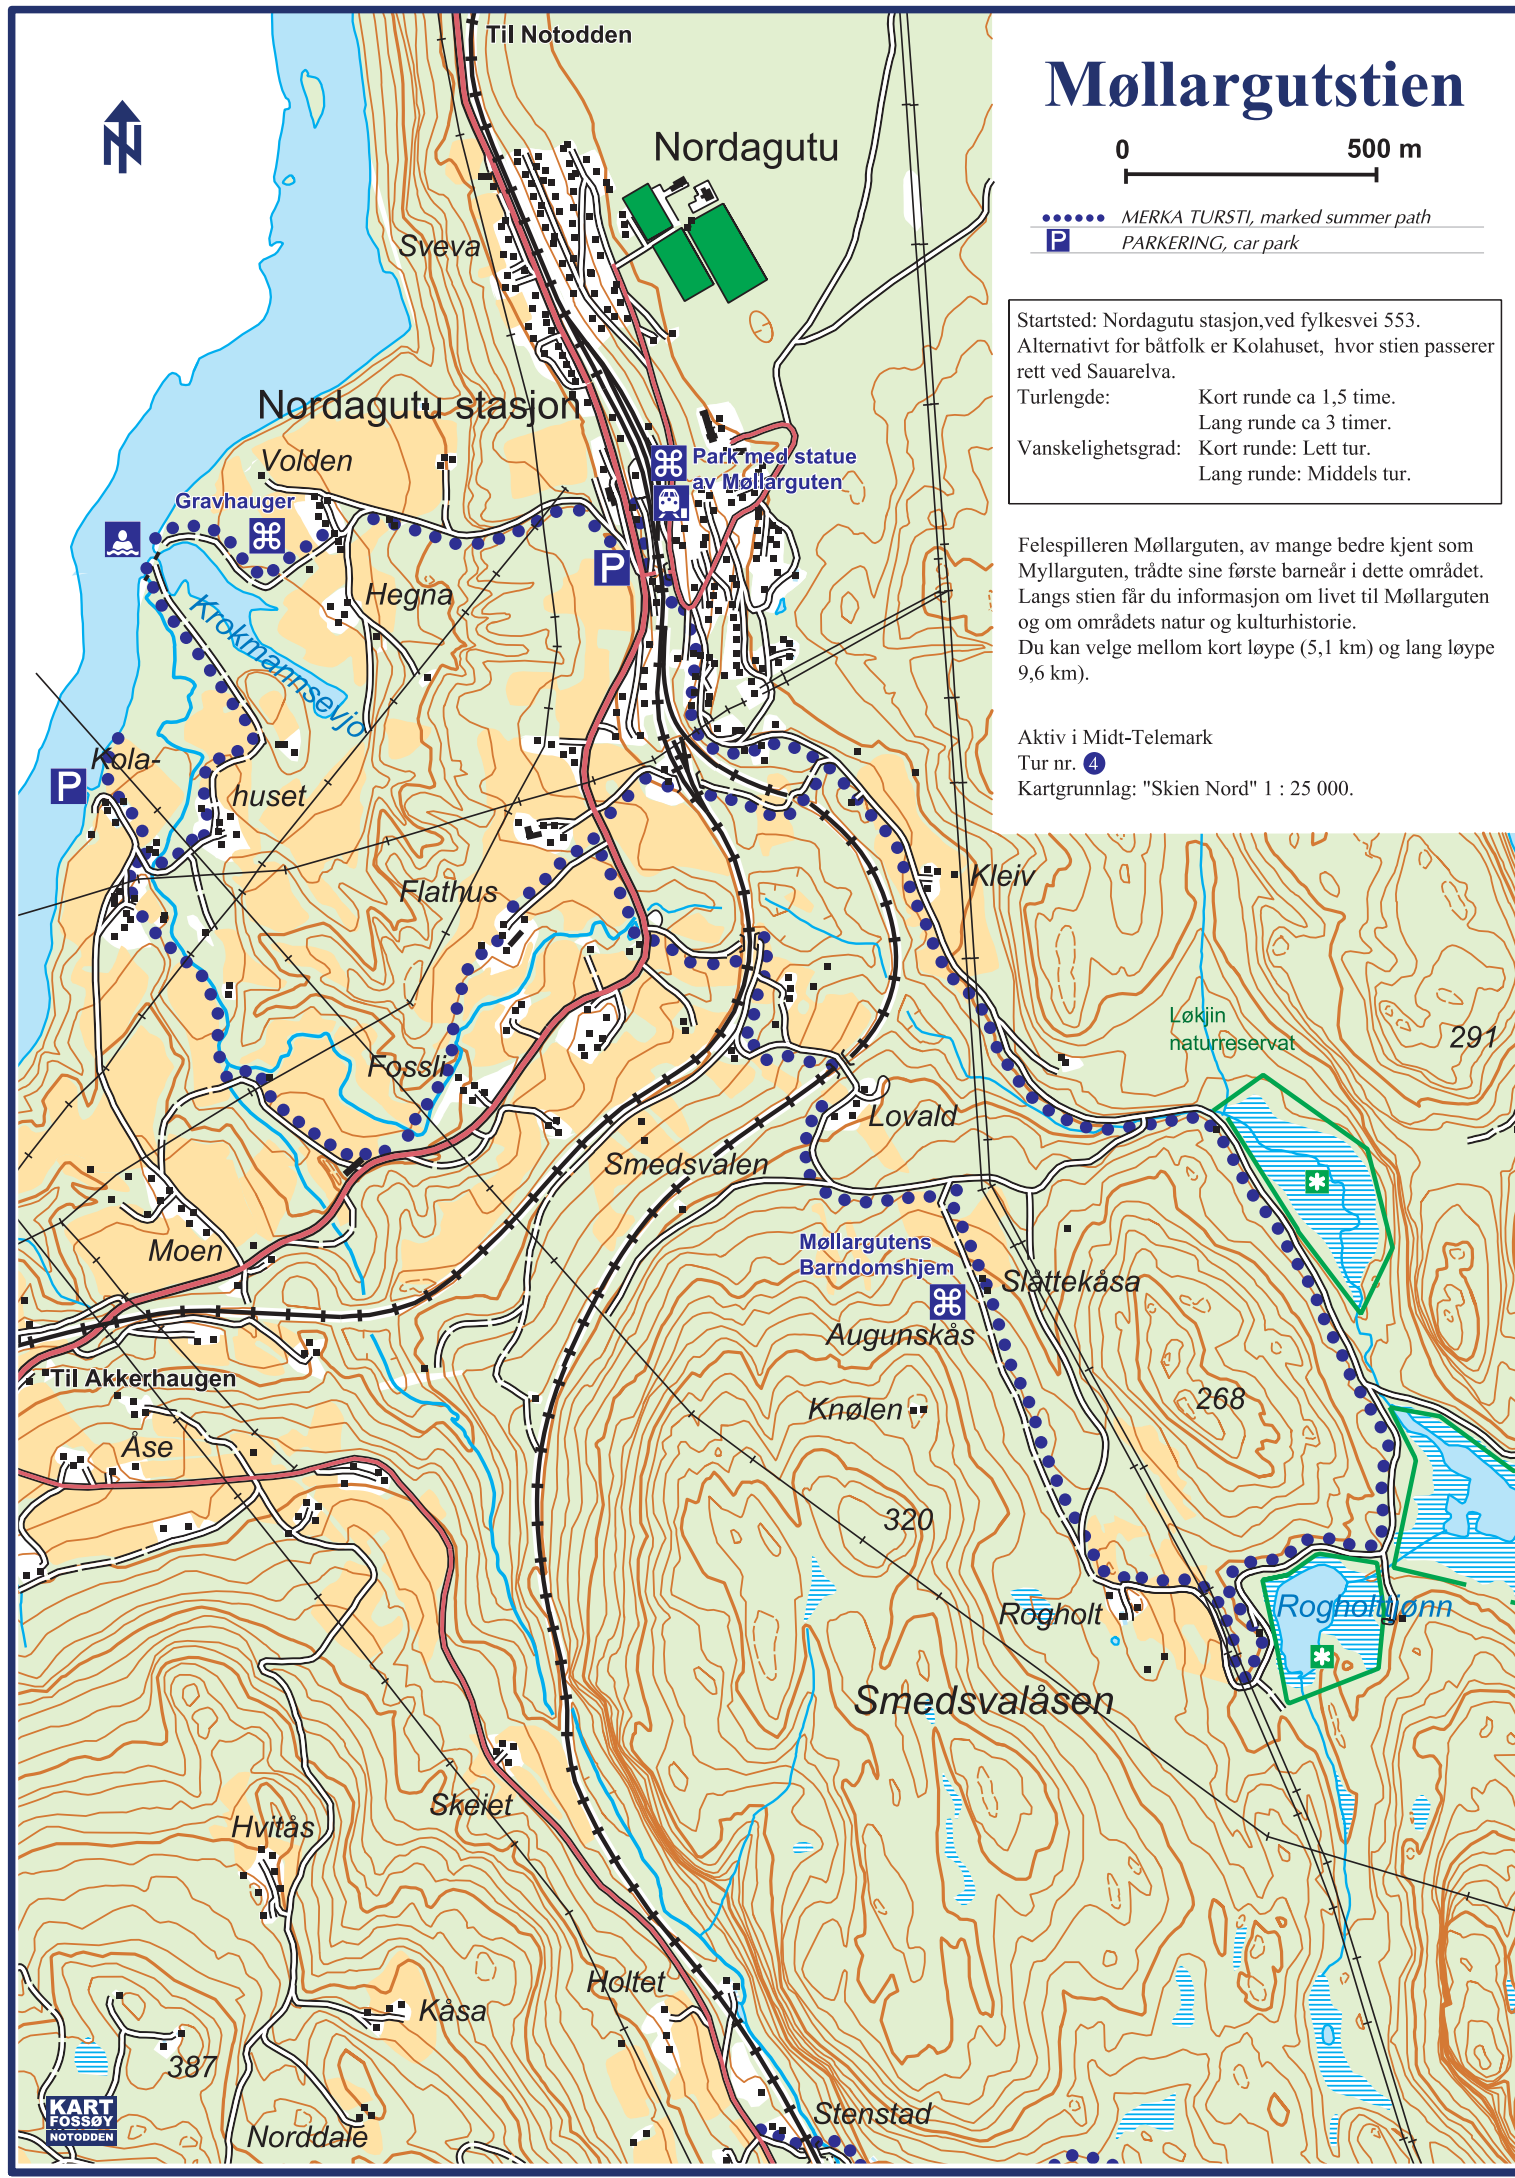 Til Notodden
Møllargutstien
N
0 500 m
MERKA TURSTI, marked summer path
P PARKERING, car park
Startsted: Nordagutu stasjon,ved fylkesvei 553.
Alternativt for båtfolk er Kolahuset, hvor stien passerer
rett ved Sauarelva.
Turlengde: Kort runde ca 1,5 time.
Lang runde ca 3 timer.
Vanskelighetsgrad: Kort runde: Lett tur.
Lang runde: Middels tur.
Felespilleren Møllarguten, av mange bedre kjent som
Myllarguten, trådte sine første barneår i dette området.
Langs stien får du informasjon om livet til Møllarguten
og om områdets natur og kulturhistorie.
Du kan velge mellom kort løype (5,1 km) og lang løype
9,6 km).
Aktiv i Midt-Telemark
Tur nr. 4
Kartgrunnlag: "Skien Nord" 1 : 25 000.
Nordagutu
Sveva
Nordagutu stasjon
Volden
Park med statue
av Møllarguten
Gravhauger
P
Hegna
Krokmannsevjo
Kola-
P
huset
Flathus
Kleiv
Løkjin
naturreservat
291
Fossli
Lovald
Smedsvalen
Moen
Møllargutens
Barndomshjem
Slåttekåsa
Augunskås
Til Akkerhaugen
Knølen
268
Åse
320
Rogholt
Rogholttjønn
Smedsvalåsen
Skeiet
Hvitås
Holtet
Kåsa
387
KART
FOSSØY
NOTODDEN
Norddale
Stenstad